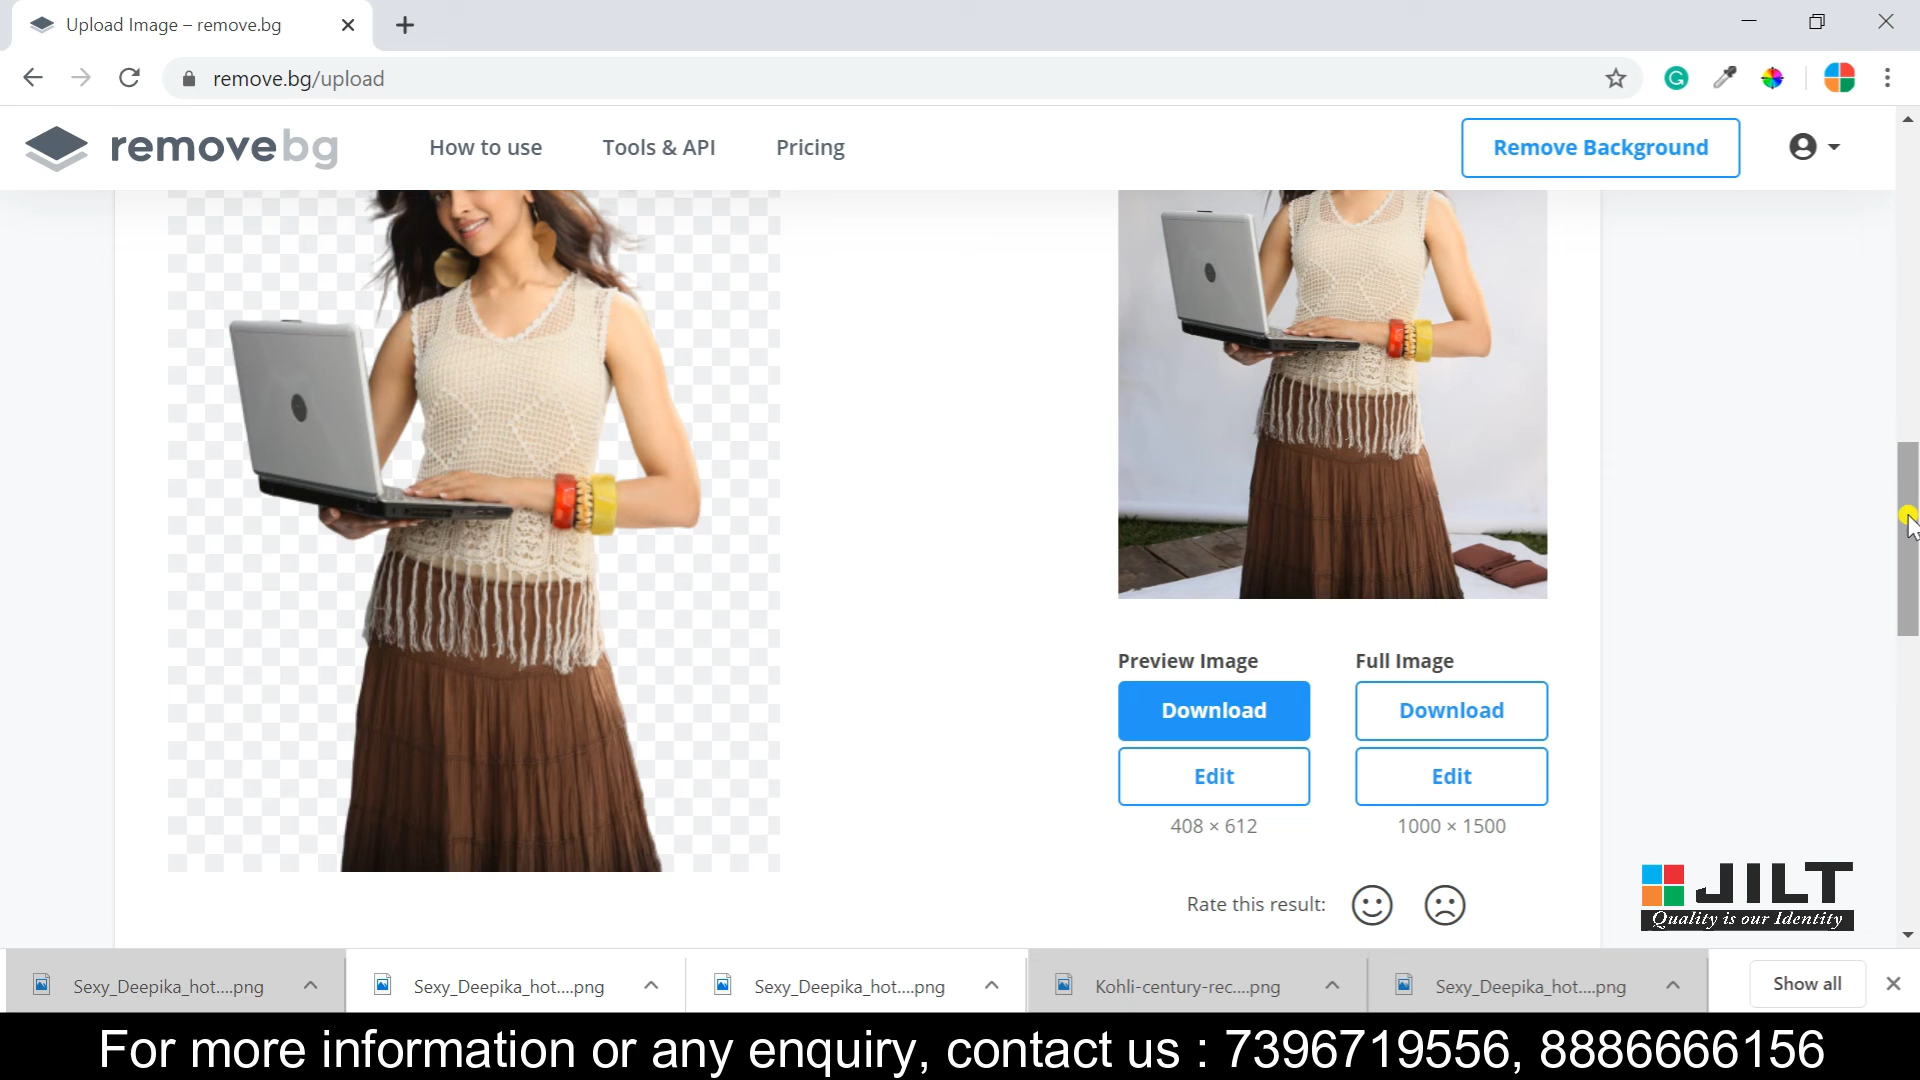 Upload Image – remove.bg
remove.bg/upload
removebg
How to use
Tools & API
Pricing
Remove Background
Preview Image
Full Image
Download
Download
Edit
Edit
408 × 612
1000 × 1500
Rate this result:
JILT
Quality is our Identity
Sexy_Deepika_hot....png
Sexy_Deepika_hot....png
Sexy_Deepika_hot....png
Kohli-century-rec....png
Sexy_Deepika_hot....png
Show all
For more information or any enquiry, contact us : 7396719556, 8886666156